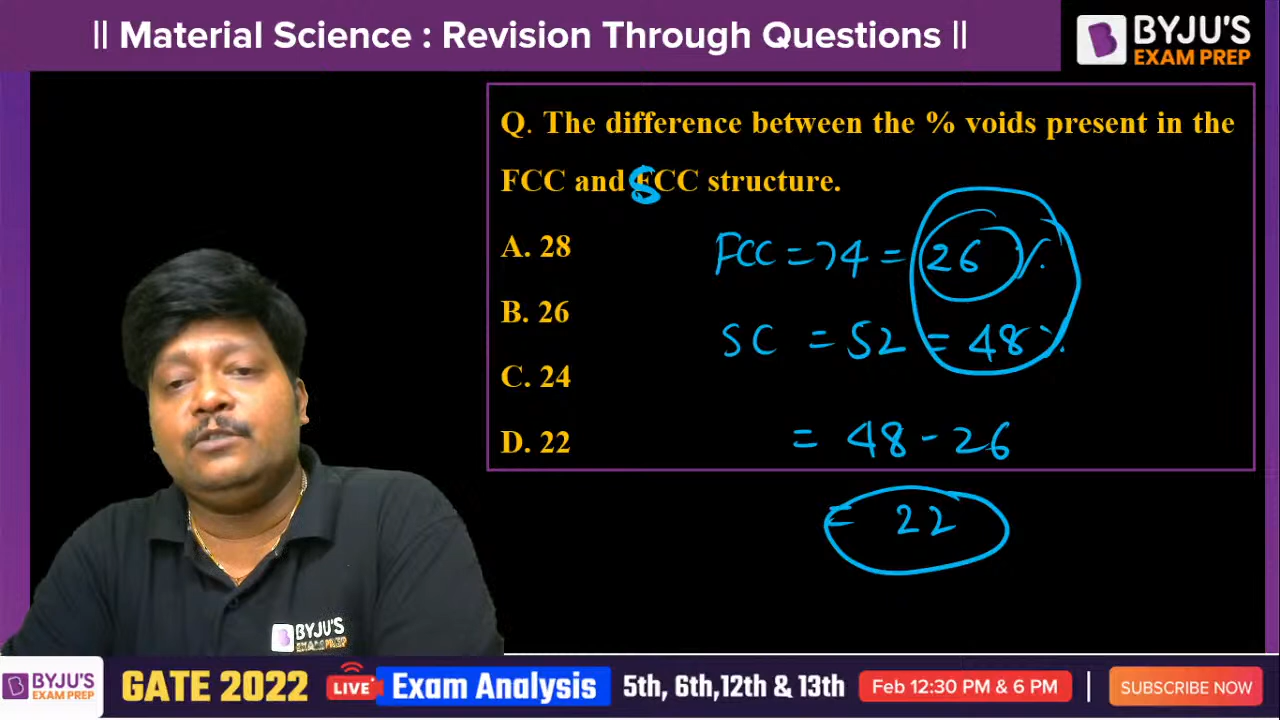 || Material Science : Revision Through Questions ||
BYJU'S
EXAM PREP
Q. The difference between the % voids present in the
FCC and SCC structure.
A. 28
B. 26
C. 24
D. 22
FCC = 74 = 26 %
SC = 52 = 48 %
= 48 - 26
= 22
BYJU'S
EXAM PREP
BYJU'S
EXAM PREP
GATE 2022
LIVE
Exam Analysis
5th, 6th,12th & 13th
Feb 12:30 PM & 6 PM
SUBSCRIBE NOW